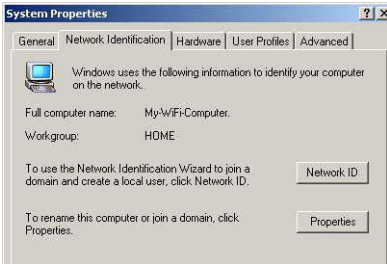 System Properties
General Network Identification Hardware User Profiles Advanced
Windows uses the following information to identify your computer
on the network.
Full computer name: My-WiFi-Computer.
Workgroup: HOME
To use the Network Identification Wizard to join a
domain and create a local user, click Network ID.
Network ID
To rename this computer or join a domain, click
Properties.
Properties